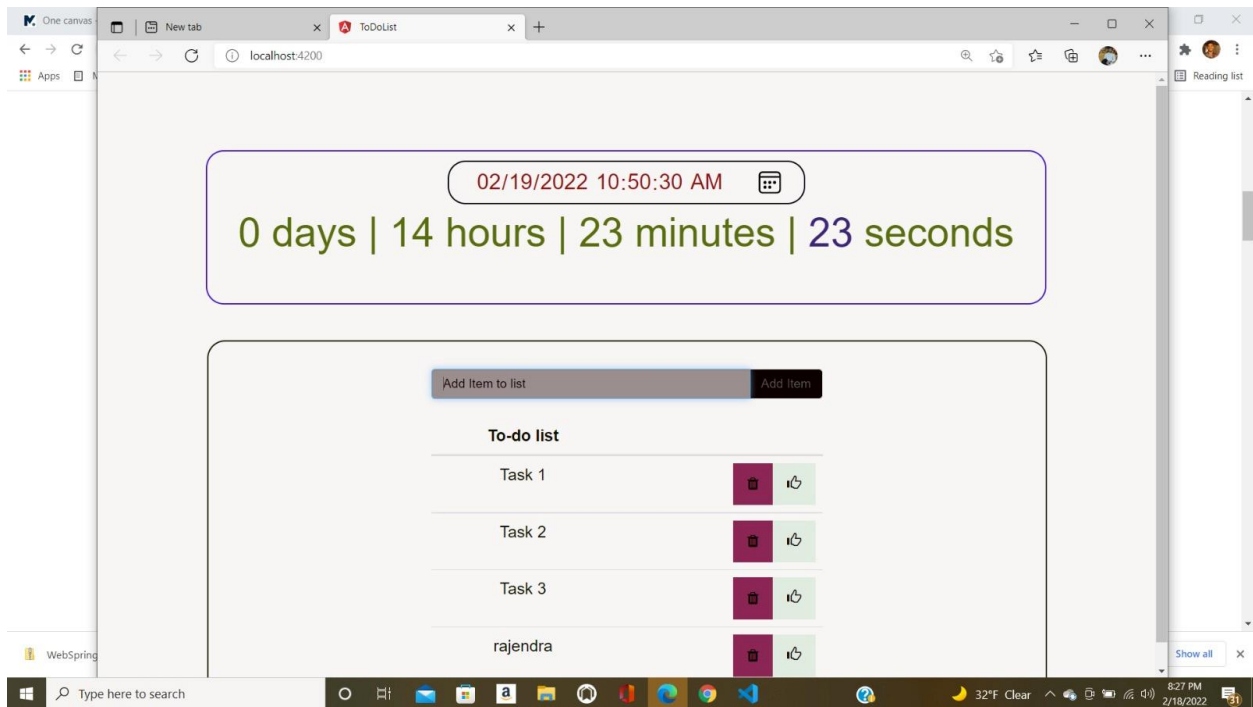 One canvas
New tab
ToDoList
localhost:4200
Apps
Reading list
02/19/2022 10:50:30 AM
0 days | 14 hours | 23 minutes | 23 seconds
Add Item to list
Add Item
To-do list
Task 1
Task 2
Task 3
rajendra
WebSpring
Show all
Type here to search
a
32°F Clear
8:27 PM
2/18/2022
31